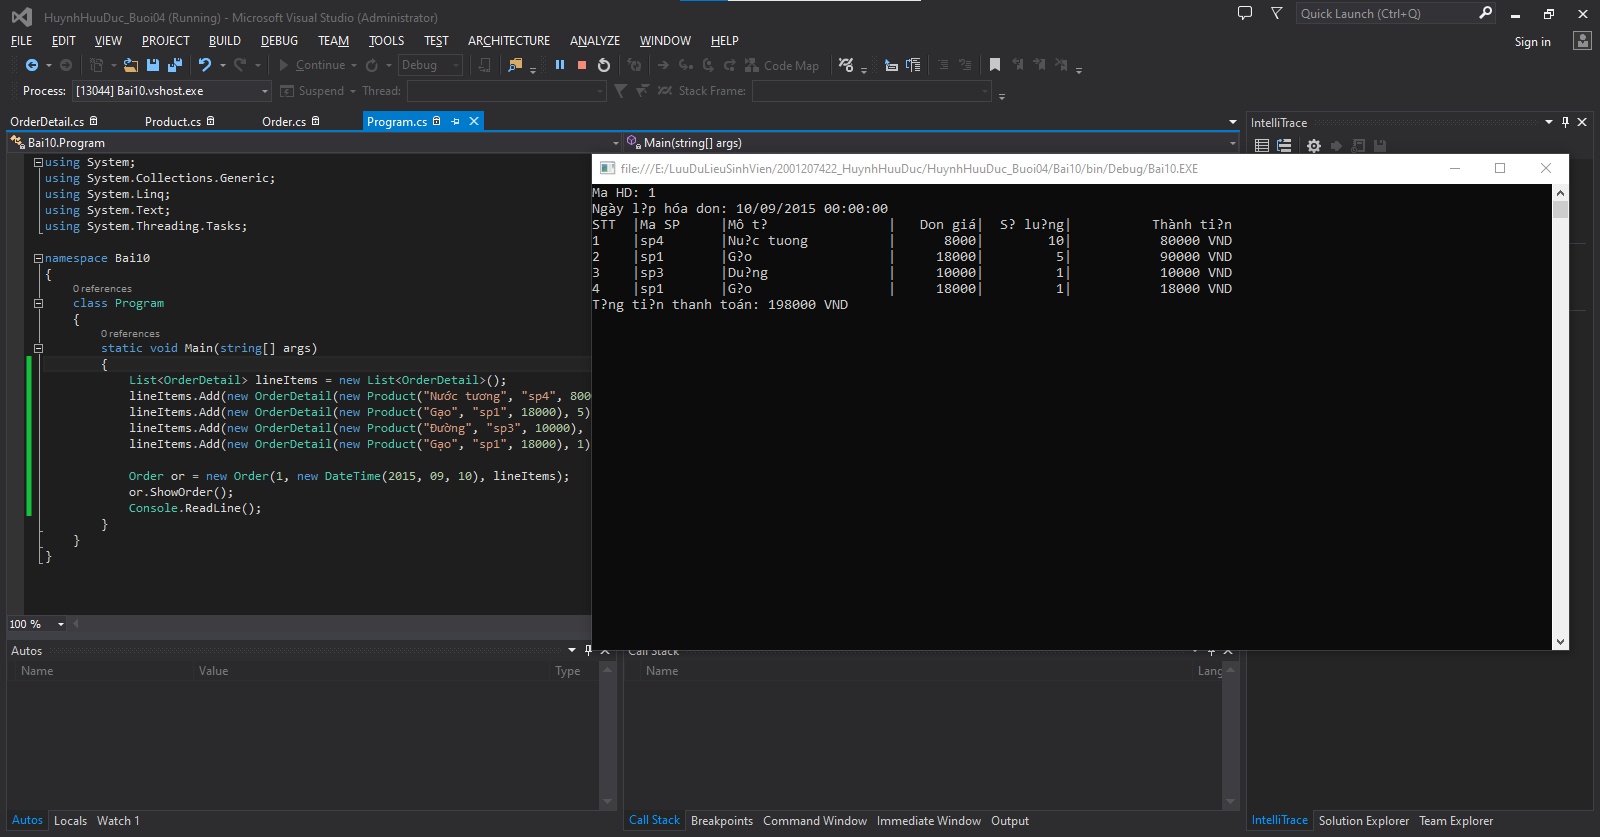 HuynhHuuDuc_Buoi04 (Running) - Microsoft Visual Studio (Administrator)
Quick Launch (Ctrl+Q)
FILE EDIT VIEW PROJECT BUILD DEBUG TEAM TOOLS TEST ARCHITECTURE ANALYZE WINDOW HELP
Sign in
Continue Debug Code Map
Process: [13044] Bai10.vshost.exe Suspend Thread: Stack Frame:
OrderDetail.cs Product.cs Order.cs Program.cs
IntelliTrace
Bai10.Program Main(string[] args)
using System;
using System.Collections.Generic;
using System.Linq;
using System.Text;
using System.Threading.Tasks;
namespace Bai10
{
0 references
class Program
{
0 references
static void Main(string[] args)
{
List<OrderDetail> lineItems = new List<OrderDetail>();
lineItems.Add(new OrderDetail(new Product("Nước tương", "sp4", 800
lineItems.Add(new OrderDetail(new Product("Gạo", "sp1", 18000), 5)
lineItems.Add(new OrderDetail(new Product("Đường", "sp3", 10000),
lineItems.Add(new OrderDetail(new Product("Gạo", "sp1", 18000), 1)
Order or = new Order(1, new DateTime(2015, 09, 10), lineItems);
or.ShowOrder();
Console.ReadLine();
}
}
}
file:///E:/LuuDuLieuSinhVien/2001207422_HuynhHuuDuc/HuynhHuuDuc_Buoi04/Bai10/bin/Debug/Bai10.EXE
Ma HD: 1
Ngày l?p hóa don: 10/09/2015 00:00:00
STT |Ma SP |Mô t? | Don giá| S? lu?ng| Thành ti?n
1 |sp4 |Nu?c tuong | 8000| 10| 80000 VND
2 |sp1 |G?o | 18000| 5| 90000 VND
3 |sp3 |Du?ng | 10000| 1| 10000 VND
4 |sp1 |G?o | 18000| 1| 18000 VND
T?ng ti?n thanh toán: 198000 VND
100 %
Autos
Name Value Type
Call Stack
Name Lang
Autos Locals Watch 1
Call Stack Breakpoints Command Window Immediate Window Output
IntelliTrace Solution Explorer Team Explorer